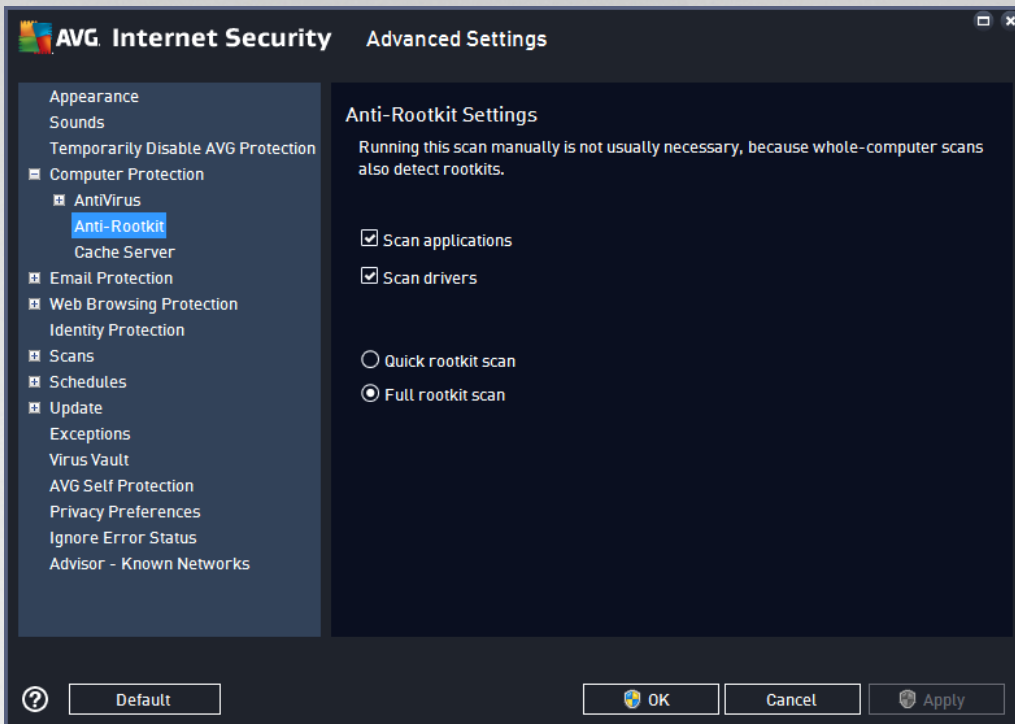 AVG. Internet Security Advanced Settings
Appearance
Sounds
Temporarily Disable AVG Protection
Computer Protection
AntiVirus
Anti-Rootkit
Cache Server
Email Protection
Web Browsing Protection
Identity Protection
Scans
Schedules
Update
Exceptions
Virus Vault
AVG Self Protection
Privacy Preferences
Ignore Error Status
Advisor - Known Networks
Anti-Rootkit Settings
Running this scan manually is not usually necessary, because whole-computer scans
also detect rootkits.
Scan applications
Scan drivers
Quick rootkit scan
Full rootkit scan
? Default OK Cancel Apply